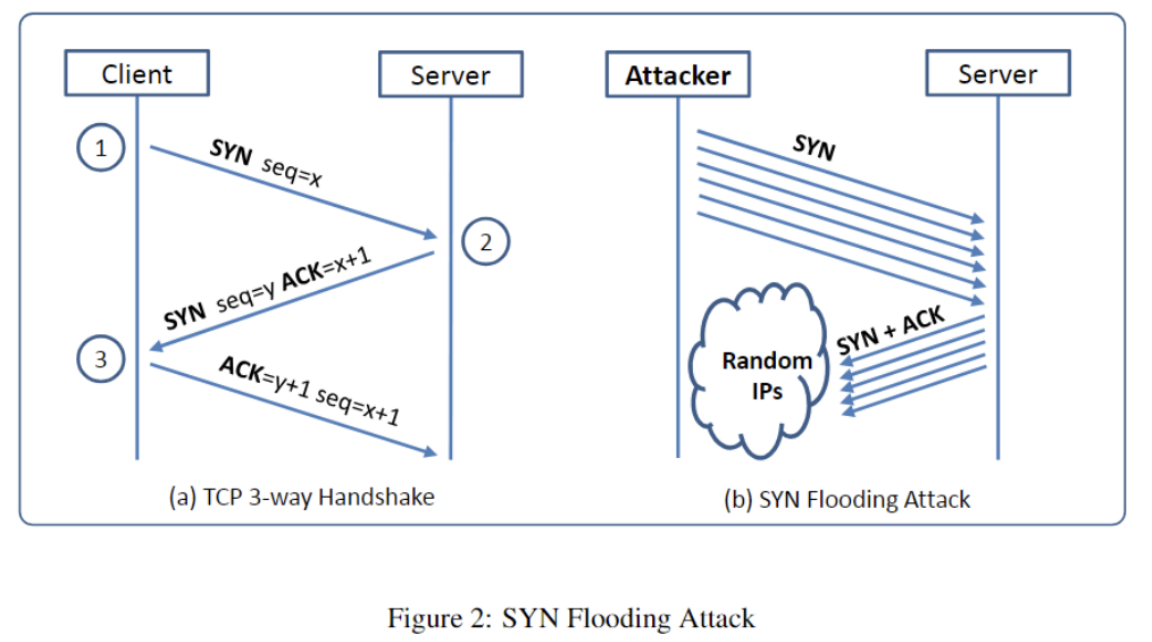 Client
Server
1
SYN seq=x
2
SYN seq=y ACK=x+1
3
ACK=y+1 seq=x+1
(a) TCP 3-way Handshake
Attacker
Server
SYN
SYN + ACK
Random
IPs
(b) SYN Flooding Attack
Figure 2: SYN Flooding Attack